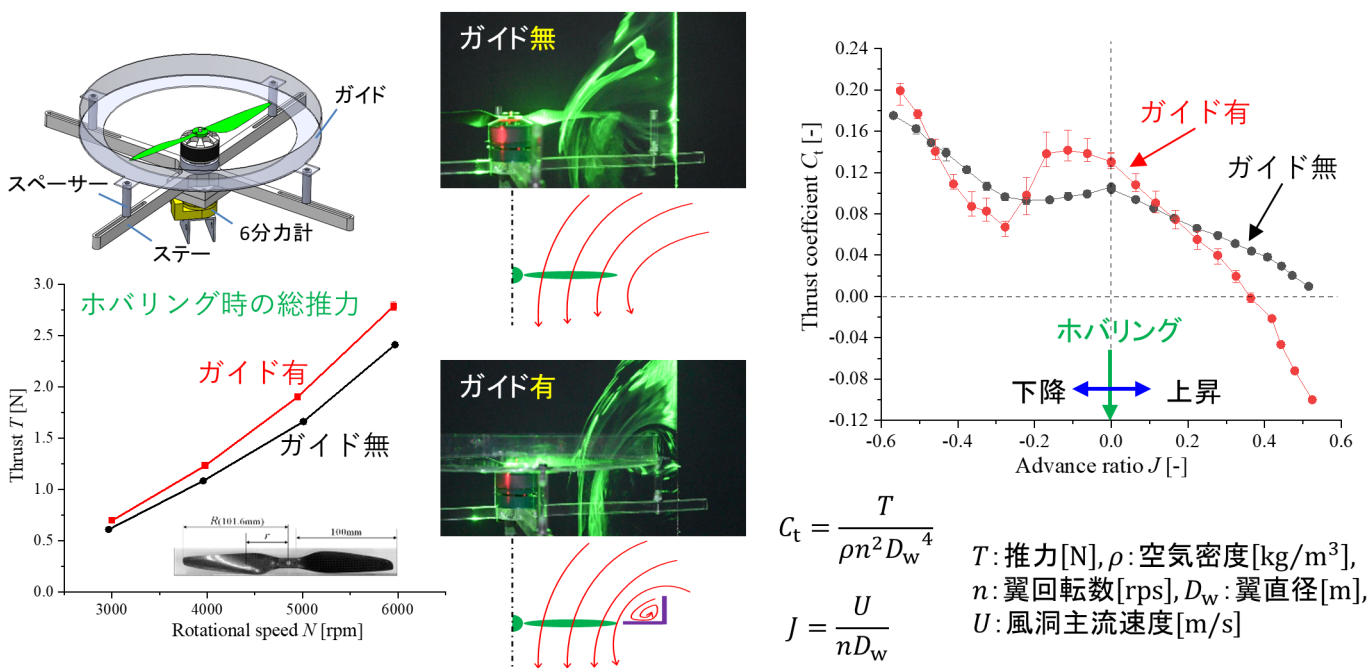 ガイド
スペーサー
ステー
6分力計
ホバリング時の総推力
ガイド有
ガイド無
Thrust T [N]
3.0
2.5
2.0
1.5
1.0
0.5
0.0
R(101.6mm)
r
100mm
3000 4000 5000 6000
Rotational speed N [rpm]
ガイド無
ガイド有
Thrust coeffcient Ct [-]
0.24
0.20
0.16
0.12
0.08
0.04
0.00
-0.04
-0.08
-0.12
ガイド有
ガイド無
ホバリング
下降 上昇
-0.6 -0.4 -0.2 0.0 0.2 0.4 0.6
Advance ratio J [-]
Ct = T / ρn²Dw⁴
J = U / nDw
T:推力[N], ρ:空気密度[kg/m³],
n:翼回転数[rps], Dw:翼直径[m],
U:風洞主流速度[m/s]